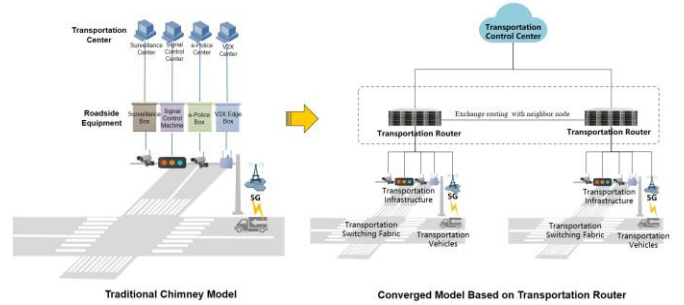 Transportation
Center
Surveillance
Center
Signal
Control
Center
e-Police
Center
V2X
Center
Roadside
Equipment
Surveillance
Box
Signal
Control
Machine
e-Police
Box
V2X Edge
Box
5G
Traditional Chimney Model
Transportation
Control Center
Exchange routing with neighbor node
Transportation Router
Transportation Router
Transportation
Infrastructure
5G
Transportation
Switching Fabric
Transportation
Vehicles
Transportation
Infrastructure
5G
Transportation
Switching Fabric
Transportation
Vehicles
Converged Model Based on Transportation Router